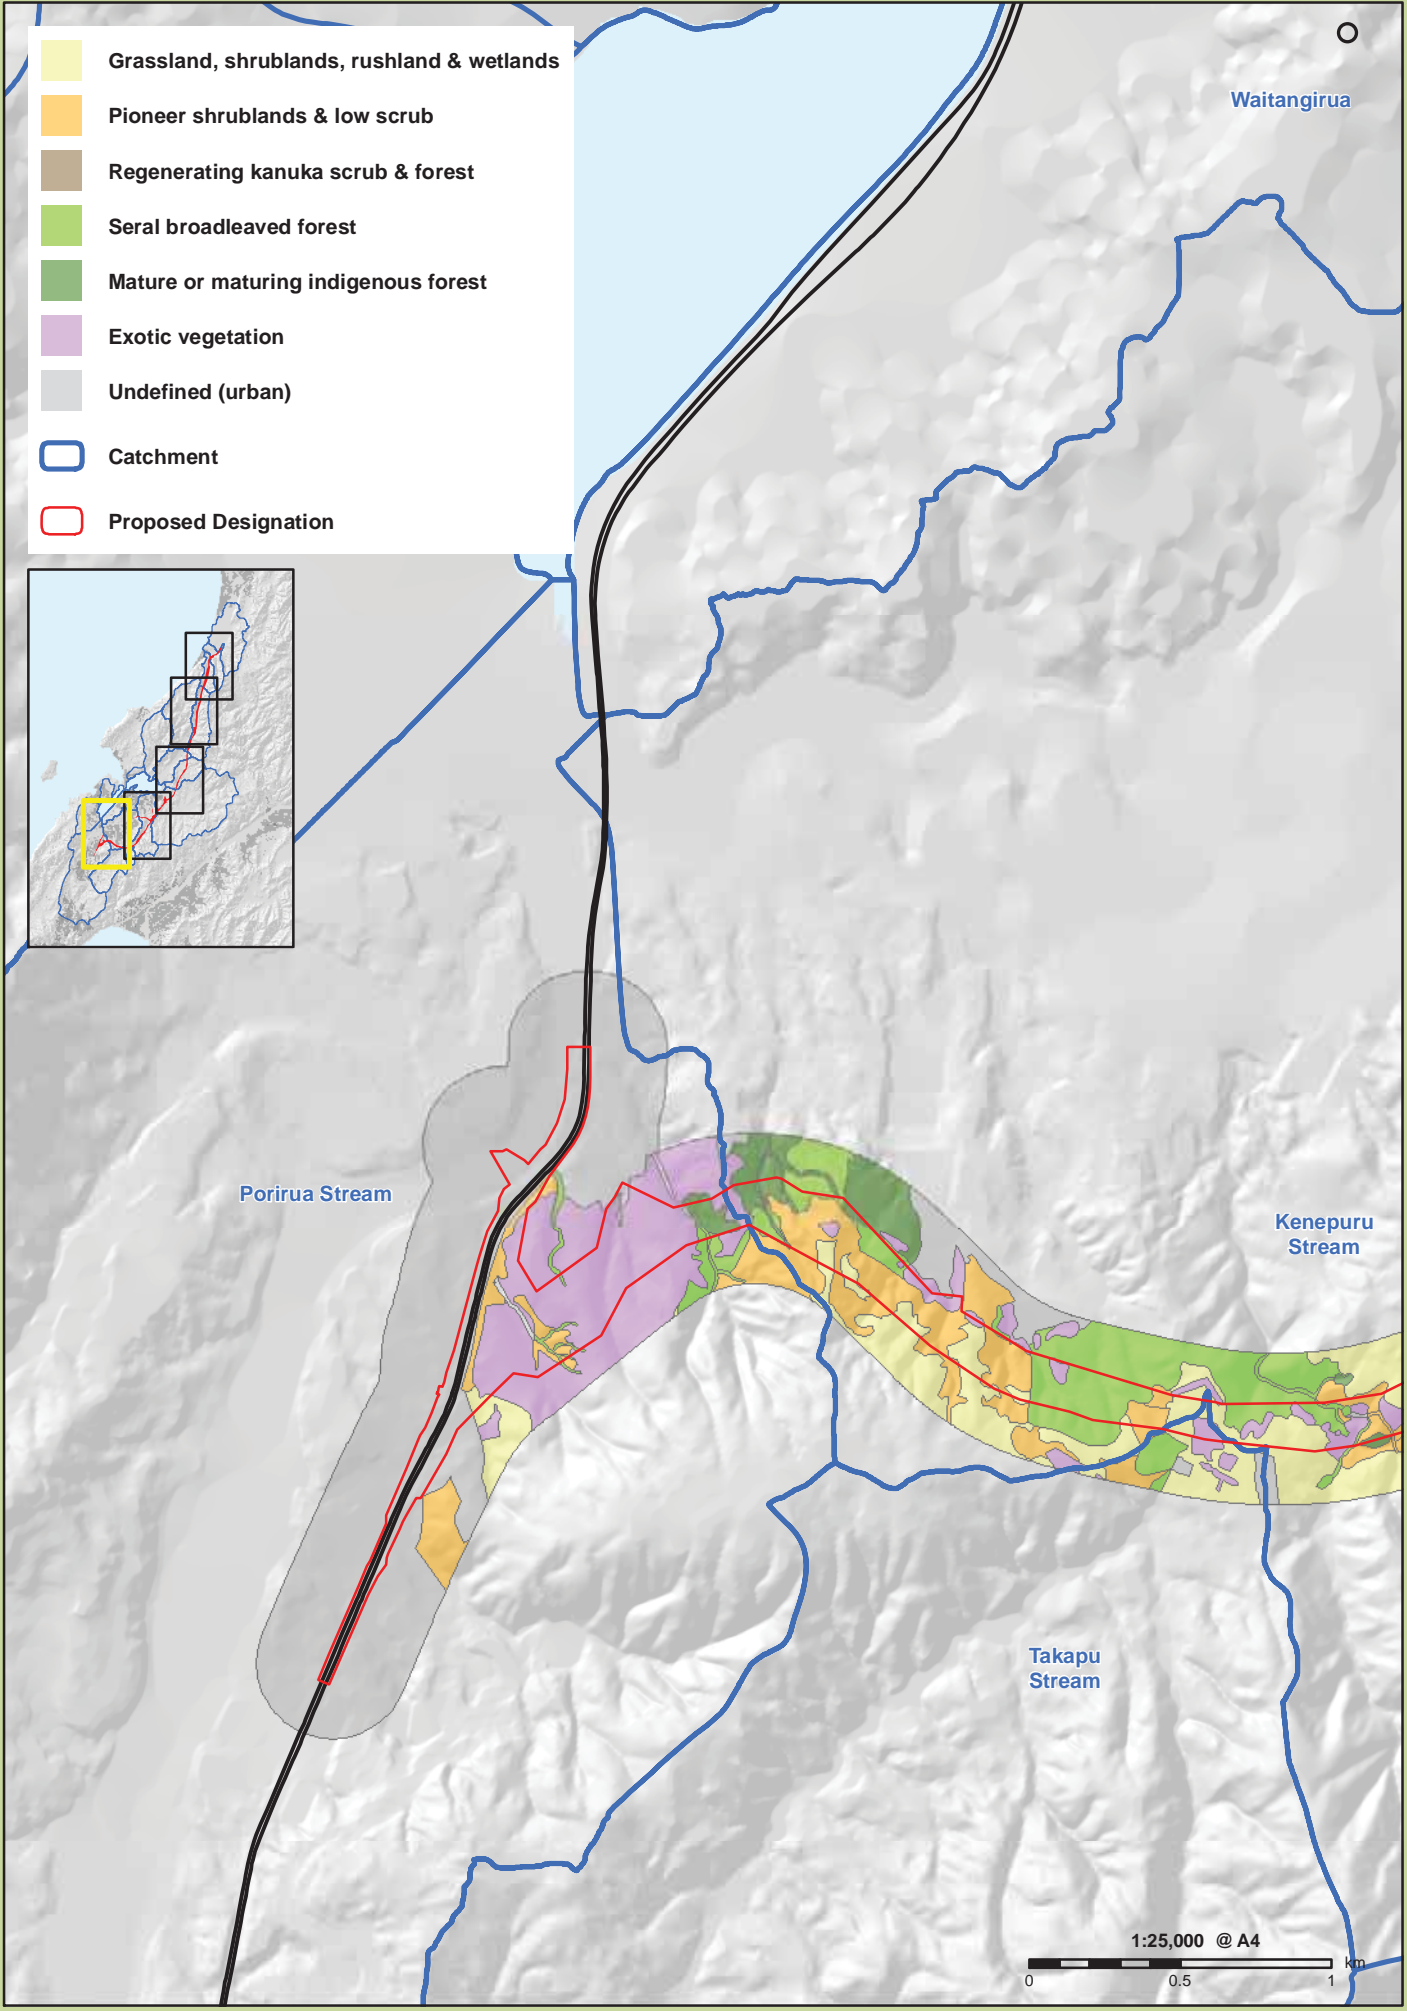 Grassland, shrublands, rushland & wetlands
Pioneer shrublands & low scrub
Regenerating kanuka scrub & forest
Seral broadleaved forest
Mature or maturing indigenous forest
Exotic vegetation
Undefined (urban)
Catchment
Proposed Designation
Waitangirua
Porirua Stream
Kenepuru
Stream
Takapu
Stream
1:25,000 @ A4
km
0 0.5 1